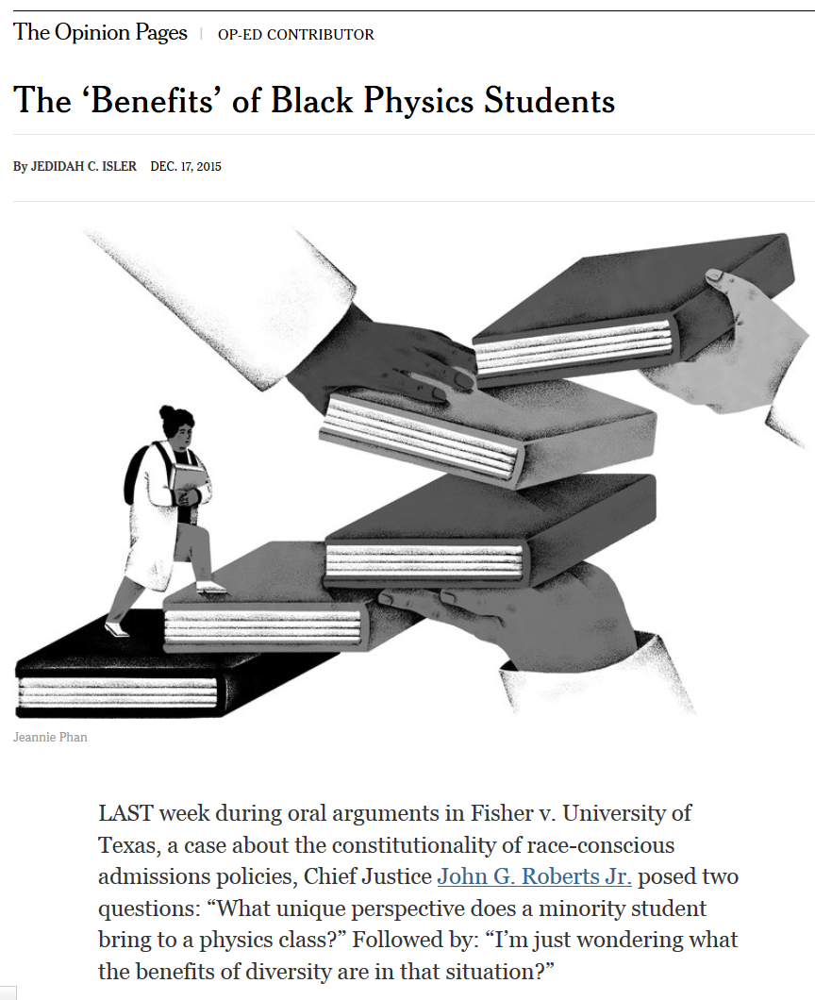 The Opinion Pages | OP-ED CONTRIBUTOR
The ‘Benefits’ of Black Physics Students
By JEDIDAH C. ISLER DEC. 17, 2015
Jeannie Phan
LAST week during oral arguments in Fisher v. University of
Texas, a case about the constitutionality of race-conscious
admissions policies, Chief Justice John G. Roberts Jr. posed two
questions: “What unique perspective does a minority student
bring to a physics class?” Followed by: “I’m just wondering what
the benefits of diversity are in that situation?”